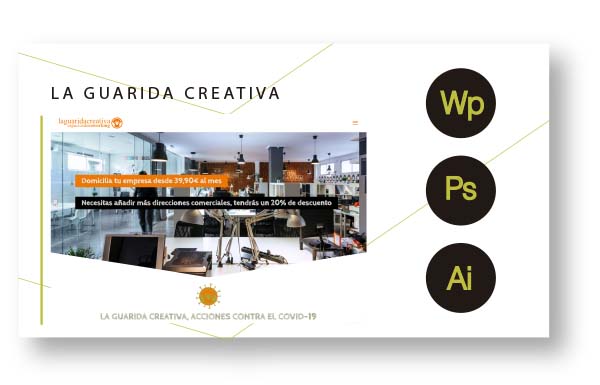 LA GUARIDA CREATIVA
laguaridacreativa
Domicilia tu empresa desde 39,90€ al mes
Necesitas añadir más direcciones comerciales, tendrás un 20% de descuento
LA GUARIDA CREATIVA, ACCIONES CONTRA EL COVID-19
Wp
Ps
Ai